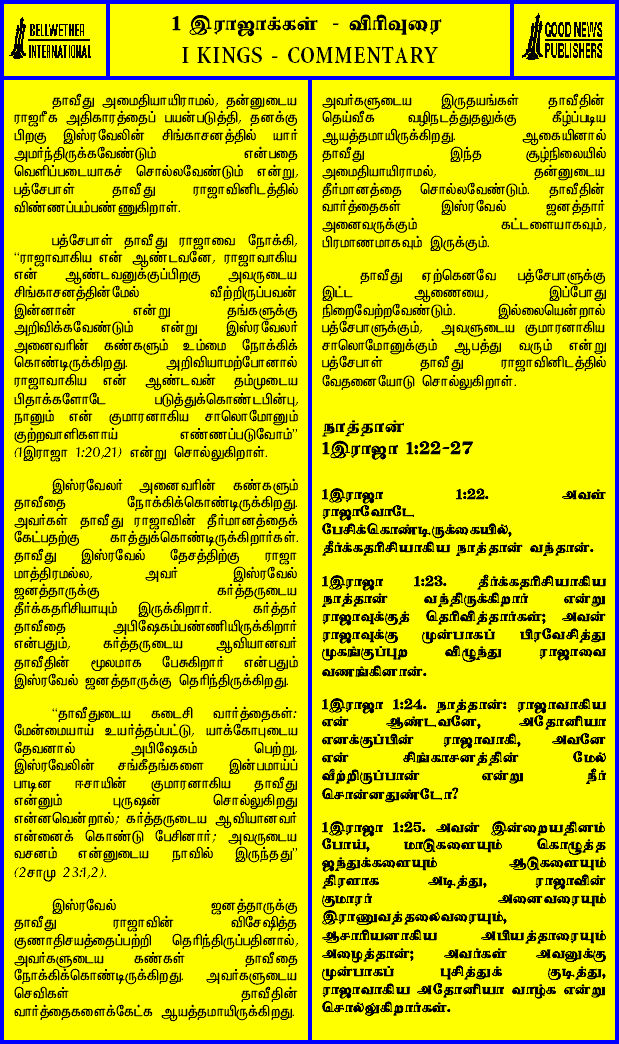 BELLWETHER
INTERNATIONAL
1 இராஜாக்கள் - விரிவுரை
I KINGS - COMMENTARY
GOOD NEWS
PUBLISHERS
தாவீது அமைதியாயிராமல், தன்னுடைய
ராஜரீக அதிகாரத்தைப் பயன்படுத்தி, தனக்கு
பிறகு இஸ்ரவேலின் சிங்காசனத்தில் யார்
அமர்ந்திருக்கவேண்டும் என்பதை
வெளிப்படையாகச் சொல்லவேண்டும் என்று,
பத்சேபாள் தாவீது ராஜாவினிடத்தில்
விண்ணப்பம்பண்ணுகிறாள்.
பத்சேபாள் தாவீது ராஜாவை நோக்கி,
“ராஜாவாகிய என் ஆண்டவனே, ராஜாவாகிய
என் ஆண்டவனுக்குப்பிறகு அவருடைய
சிங்காசனத்தின்மேல் வீற்றிருப்பவன்
இன்னான் என்று தங்களுக்கு
அறிவிக்கவேண்டும் என்று இஸ்ரவேலர்
அனைவரின் கண்களும் உம்மை நோக்கிக்
கொண்டிருக்கிறது. அறிவியாமற்போனால்
ராஜாவாகிய என் ஆண்டவன் தம்முடைய
பிதாக்களோடே படுத்துக்கொண்டபின்பு,
நானும் என் குமாரனாகிய சாலொமோனும்
குற்றவாளிகளாய் எண்ணப்படுவோம்”
(1இராஜா 1:20,21) என்று சொல்லுகிறாள்.
இஸ்ரவேலர் அனைவரின் கண்களும்
தாவீதை நோக்கிக்கொண்டிருக்கிறது.
அவர்கள் தாவீது ராஜாவின் தீர்மானத்தைக்
கேட்பதற்கு காத்துக்கொண்டிருக்கிறார்கள்.
தாவீது இஸ்ரவேல் தேசத்திற்கு ராஜா
மாத்திரமல்ல, அவர் இஸ்ரவேல்
ஜனத்தாருக்கு கர்த்தருடைய
தீர்க்கதரிசியாயும் இருக்கிறார். கர்த்தர்
தாவீதை அபிஷேகம்பண்ணியிருக்கிறார்
என்பதும், கர்த்தருடைய ஆவியானவர்
தாவீதின் மூலமாக பேசுகிறார் என்பதும்
இஸ்ரவேல் ஜனத்தாருக்கு தெரிந்திருக்கிறது.
“தாவீதுடைய கடைசி வார்த்தைகள்:
மேன்மையாய் உயர்த்தப்பட்டு, யாக்கோபுடைய
தேவனால் அபிஷேகம் பெற்று,
இஸ்ரவேலின் சங்கீதங்களை இன்பமாய்ப்
பாடின ஈசாயின் குமாரனாகிய தாவீது
என்னும் புருஷன் சொல்லுகிறது
என்னவென்றால்; கர்த்தருடைய ஆவியானவர்
என்னைக் கொண்டு பேசினார்; அவருடைய
வசனம் என்னுடைய நாவில் இருந்தது”
(2சாமு 23:1,2).
இஸ்ரவேல் ஜனத்தாருக்கு
தாவீது ராஜாவின் விசேஷித்த
குணாதிசயத்தைப்பற்றி தெரிந்திருப்பதினால்,
அவர்களுடைய கண்கள் தாவீதை
நோக்கிக்கொண்டிருக்கிறது. அவர்களுடைய
செவிகள் தாவீதின்
வார்த்தைகளைக்கேட்க ஆயத்தமாயிருக்கிறது.
அவர்களுடைய இருதயங்கள் தாவீதின்
தெய்வீக வழிநடத்துதலுக்கு கீழ்ப்படிய
ஆயத்தமாயிருக்கிறது. ஆகையினால்
தாவீது இந்த சூழ்நிலையில்
அமைதியாயிராமல், தன்னுடைய
தீர்மானத்தை சொல்லவேண்டும். தாவீதின்
வார்த்தைகள் இஸ்ரவேல் ஜனத்தார்
அனைவருக்கும் கட்டளையாகவும்,
பிரமாணமாகவும் இருக்கும்.
தாவீது ஏற்கெனவே பத்சேபாளுக்கு
இட்ட ஆணையை, இப்போது
நிறைவேற்றவேண்டும். இல்லையென்றால்
பத்சேபாளுக்கும், அவளுடைய குமாரனாகிய
சாலொமோனுக்கும் ஆபத்து வரும் என்று
பத்சேபாள் தாவீது ராஜாவினிடத்தில்
வேதனையோடு சொல்லுகிறாள்.
நாத்தான்
1இராஜா 1:22-27
1இராஜா 1:22. அவள்
ராஜாவோடே
பேசிக்கொண்டிருக்கையில்,
தீர்க்கதரிசியாகிய நாத்தான் வந்தான்.
1இராஜா 1:23. தீர்க்கதரிசியாகிய
நாத்தான் வந்திருக்கிறார் என்று
ராஜாவுக்குத் தெரிவித்தார்கள்; அவன்
ராஜாவுக்கு முன்பாகப் பிரவேசித்து
முகங்குப்புற விழுந்து ராஜாவை
வணங்கினான்.
1இராஜா 1:24. நாத்தான்: ராஜாவாகிய
என் ஆண்டவனே, அதோனியா
எனக்குப்பின் ராஜாவாகி, அவனே
என் சிங்காசனத்தின் மேல்
வீற்றிருப்பான் என்று நீர்
சொன்னதுண்டோ?
1இராஜா 1:25. அவன் இன்றையதினம்
போய், மாடுகளையும் கொழுத்த
ஜந்துக்களையும் ஆடுகளையும்
திரளாக அடித்து, ராஜாவின்
குமாரர் அனைவரையும்
இராணுவத்தலைவரையும்,
ஆசாரியனாகிய அபியத்தாரையும்
அழைத்தான்; அவர்கள் அவனுக்கு
முன்பாகப் புசித்துக் குடித்து,
ராஜாவாகிய அதோனியா வாழ்க என்று
சொல்லுகிறார்கள்.